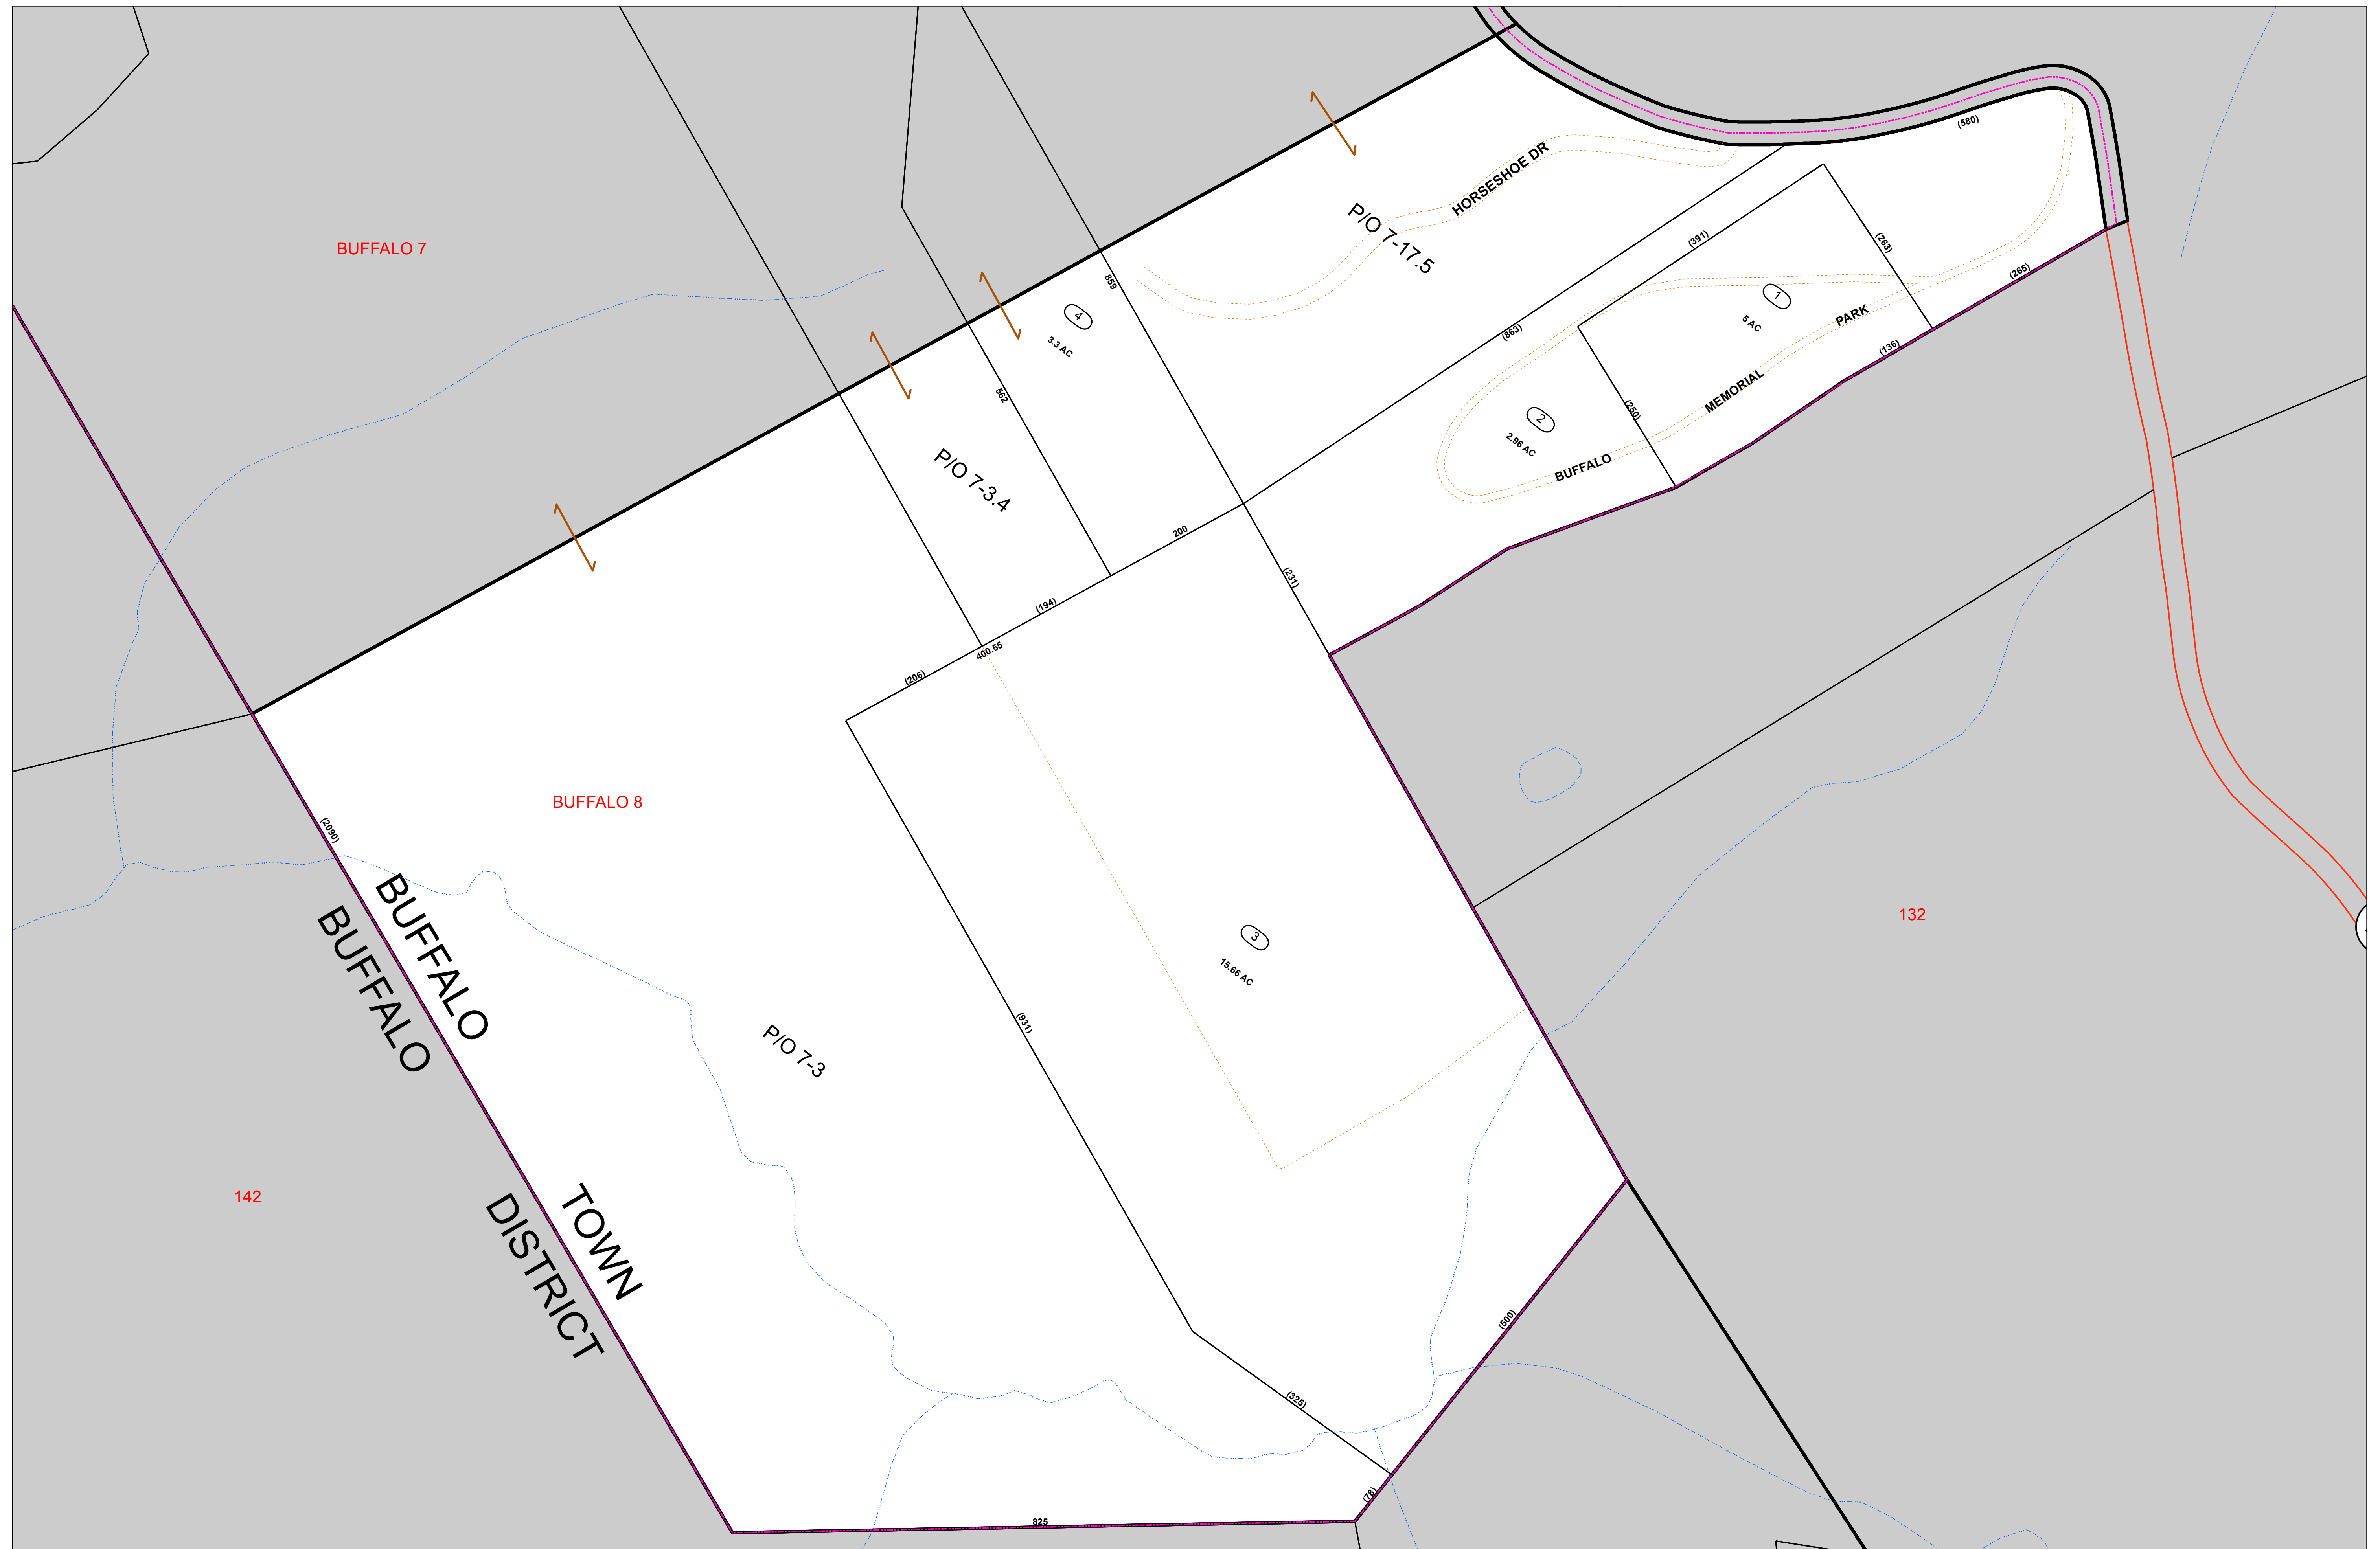 (580)
HORSESHOE DR
P/O 7-17.5
BUFFALO 7
(391)
(263)
(265)
859
4
3.3 AC
1
5 AC
PARK
(863)
(136)
562
MEMORIAL
(250)
2
2.96 AC
BUFFALO
P/O 7-3.4
200
(231)
(194)
400.55
(206)
BUFFALO 8
(2090)
BUFFALO
BUFFALO
132
3
15.66 AC
(931)
P/O 7-3
142
TOWN
DISTRICT
(500)
(325)
(78)
825